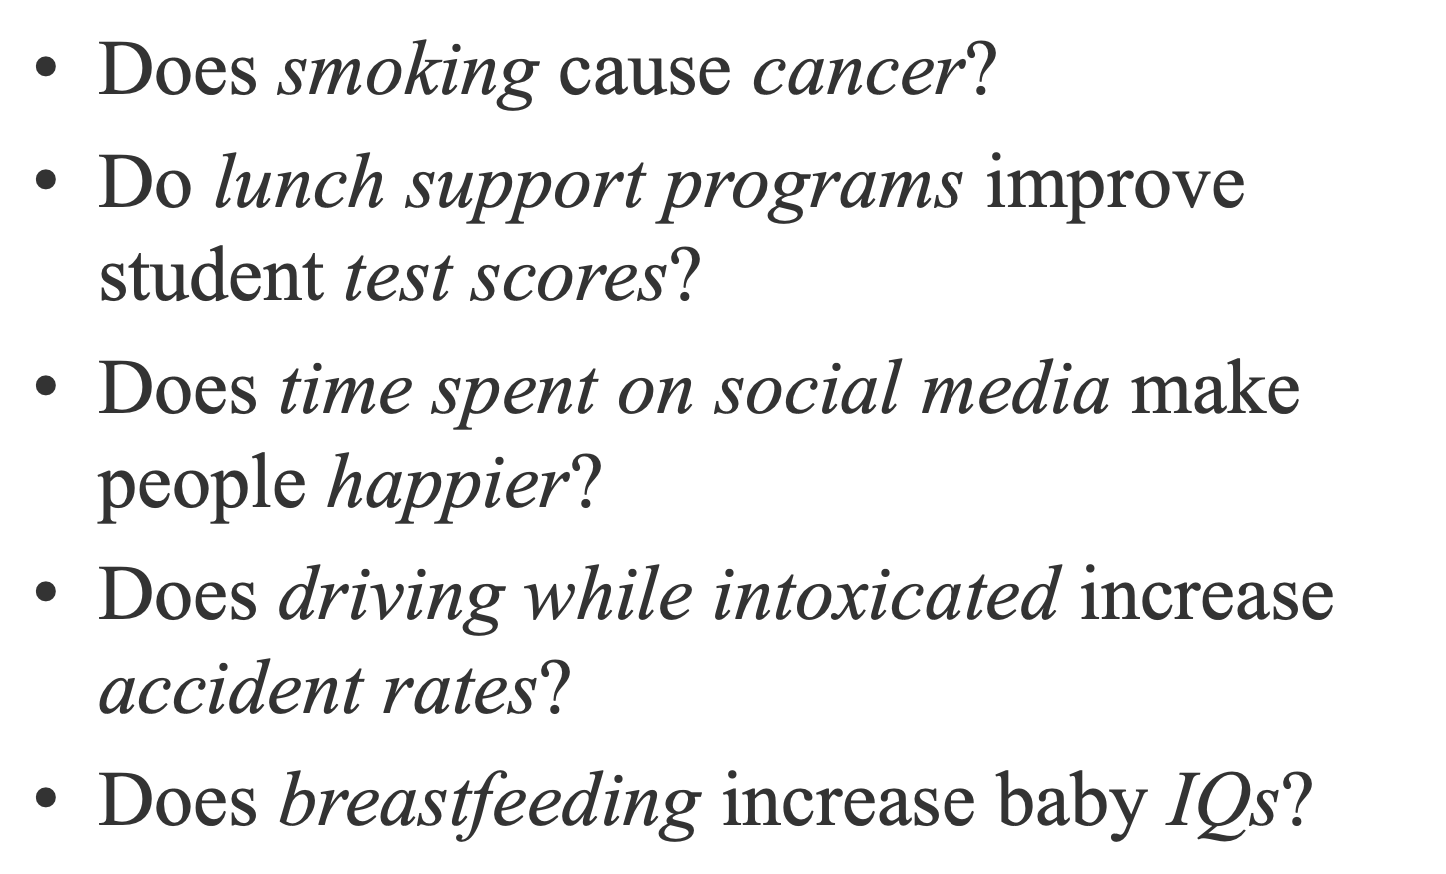 • Does smoking cause cancer?
• Do lunch support programs improve
student test scores?
• Does time spent on social media make
people happier?
• Does driving while intoxicated increase
accident rates?
• Does breastfeeding increase baby IQs?